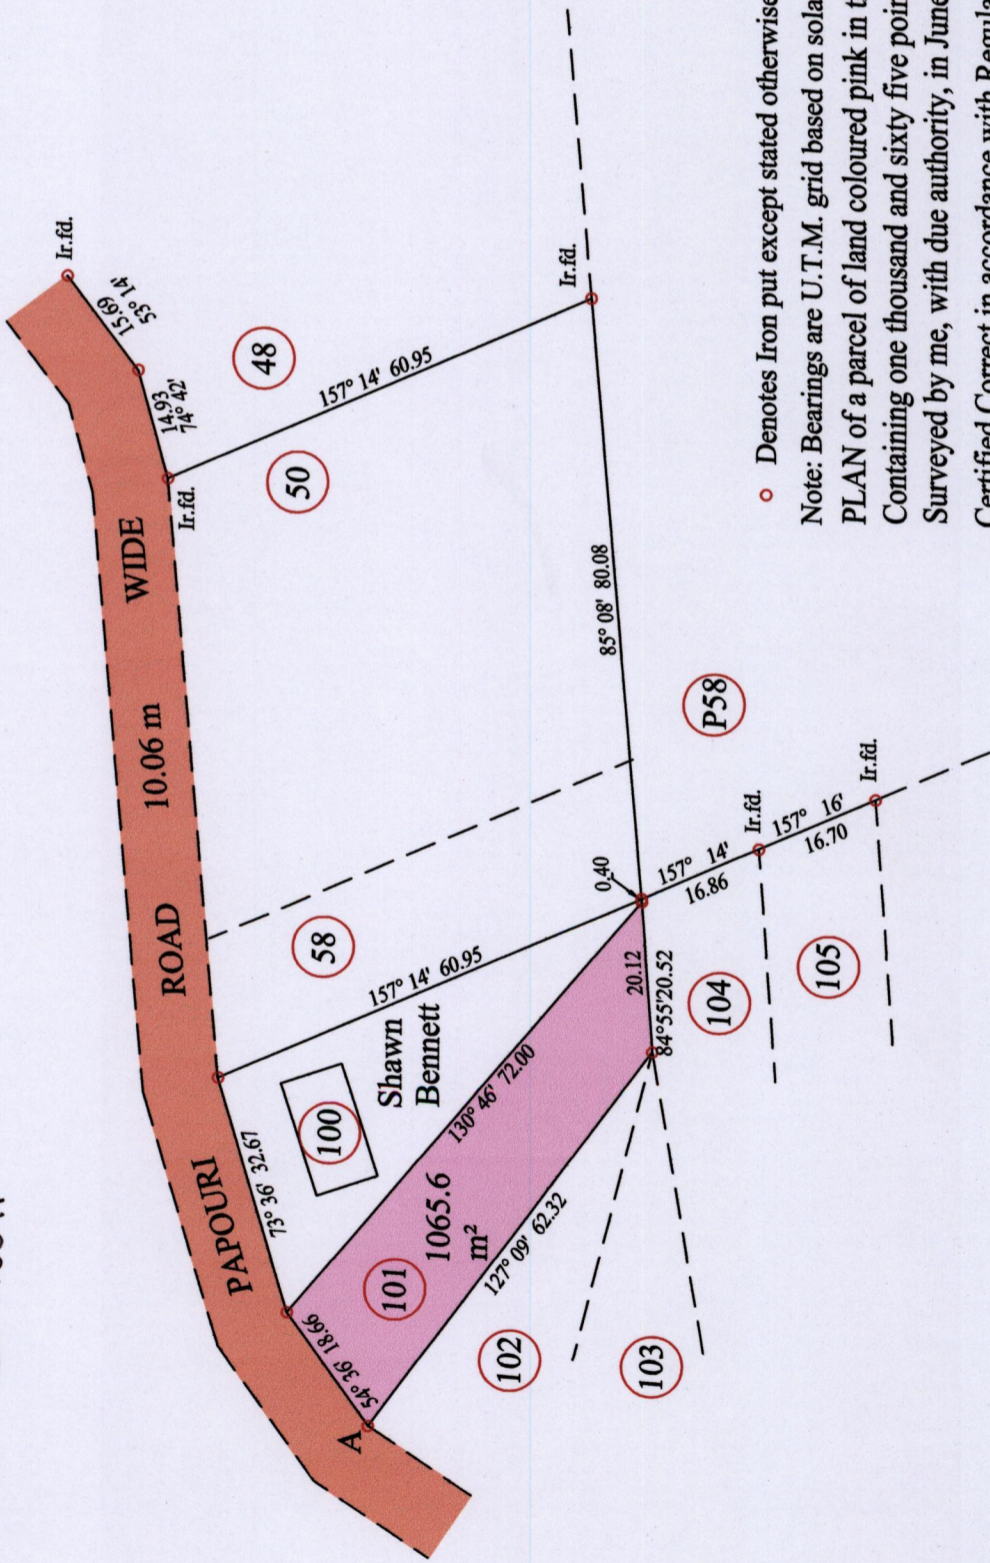 PAPOURI ROAD 10.06 m WIDE
Ir.fd.
15.69
53° 14'
14.93
74° 42'
Ir.fd.
48
157° 14' 60.95
50
Ir.fd.
85° 08' 80.08
73° 36' 32.67
58
157° 14' 60.95
100
Shawn
Bennett
0.40
P58
A
54° 36' 18.66
130° 46' 72.00
101
1065.6
m²
127° 09' 62.32
20.12
84°55'20.52
157° 14'
16.86
Ir.fd.
157° 16'
16.70
Ir.fd.
102
103
104
105
Denotes Iron put except stated otherwise
Note: Bearings are U.T.M. grid based on
PLAN of a parcel of land coloured pink in
Containing one thousand and sixty five
Surveyed by me, with due authority, in June
Certified Correct in accordance with